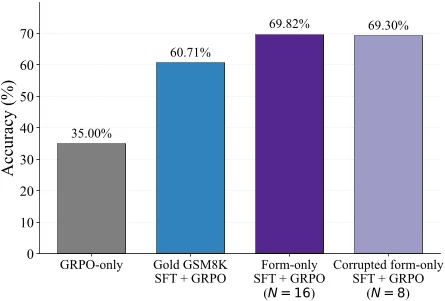 Accuracy (%)
70
60
50
40
30
20
10
0
35.00%
60.71%
69.82%
69.30%
GRPO-only
Gold GSM8K
SFT + GRPO
Form-only
SFT + GRPO
(N = 16)
Corrupted form-only
SFT + GRPO
(N = 8)